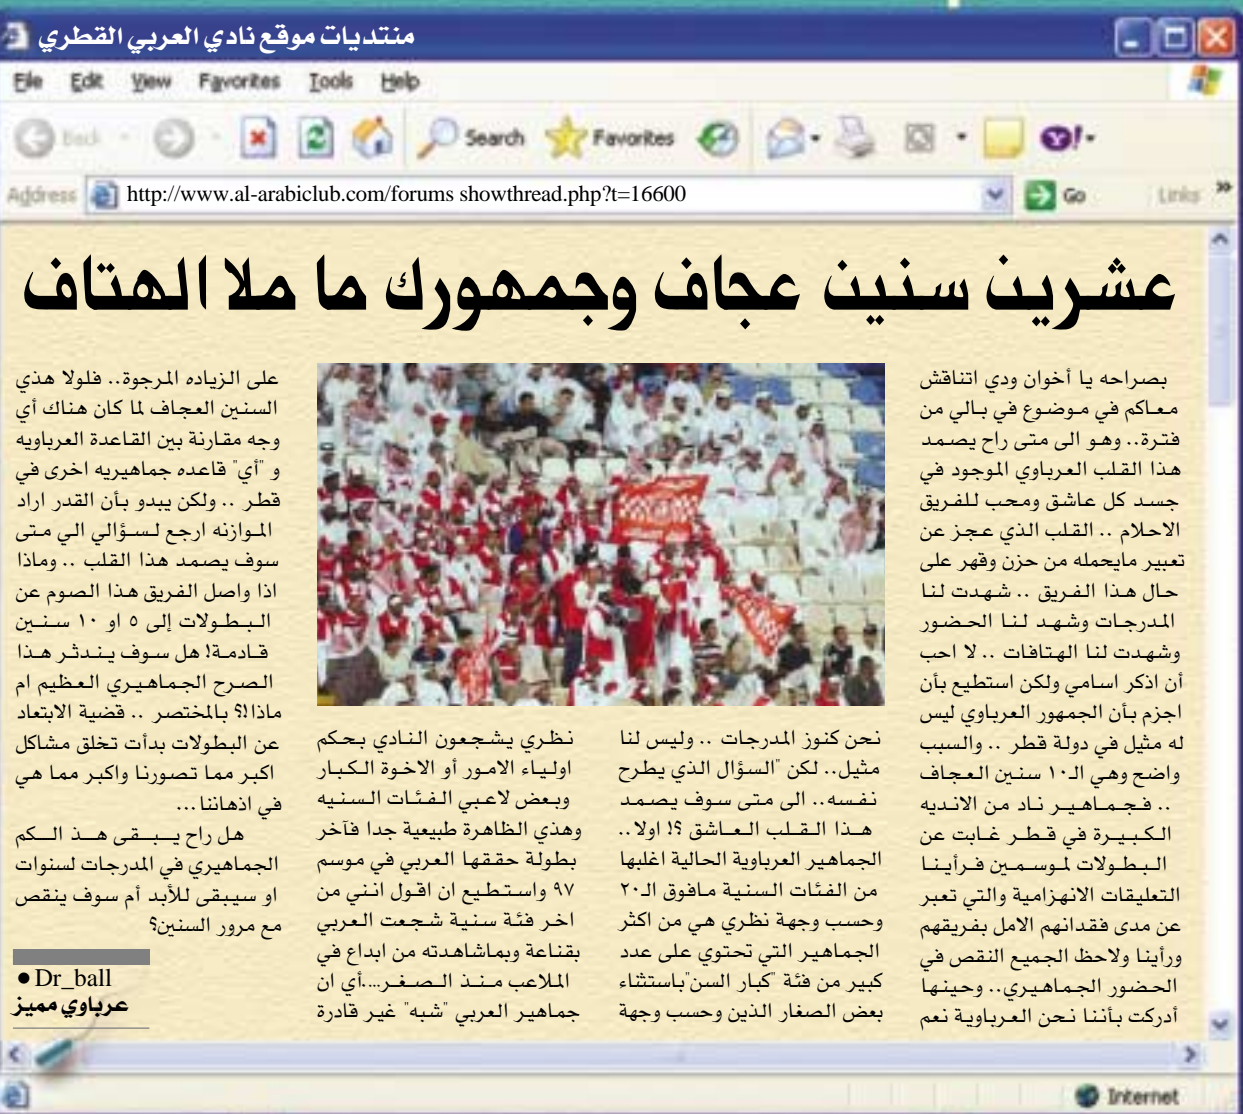 منتديات موقع نادي العربي القطري
File Edit View Favorites Tools Help
Back Search Favorites
Address http://www.al-arabiclub.com/forums showthread.php?t=16600 Go Links »
عشرين سنين عجاف وجمهورك ما ملا الهتاف
بصراحه يا أخوان ودي اتناقش
معاكم في موضوع في بالي من
فترة.. وهو الى متى راح يصمد
هذا القلب العرباوي الموجود في
جسد كل عاشق ومحب للفريق
الاحلام .. القلب الذي عجز عن
تعبير مايحمله من حزن وقهر على
حال هذا الفريق .. شهدت لنا
المدرجات وشهد لنا الحضور
وشهدت لنا الهتافات .. لا احب
أن اذكر اسامي ولكن استطيع بأن
اجزم بأن الجمهور العرباوي ليس
له مثيل في دولة قطر .. والسبب
واضح وهي الـ١٠ سنين العجاف
.. فجماهير ناد من الانديه
الكبيرة في قطر غابت عن
البطولات لموسمين فرأينا
التعليقات الانهزامية والتي تعبر
عن مدى فقدانهم الامل بفريقهم
ورأينا ولاحظ الجميع النقص في
الحضور الجماهيري.. وحينها
أدركت بأننا نحن العرباوية نعم
نحن كنوز المدرجات .. وليس لنا
مثيل.. لكن "السؤال الذي يطرح
نفسه.. الى متى سوف يصمد
هذا القلب العاشق ؟! اولا..
الجماهير العرباوية الحالية اغلبها
من الفئات السنية مافوق الـ٢٠
وحسب وجهة نظري هي من اكثر
الجماهير التي تحتوي على عدد
كبير من فئة "كبار السن"باستثناء
بعض الصغار الذين وحسب وجهة
نظري يشجعون النادي بحكم
اولياء الامور أو الاخوة الكبار
وبعض لاعبي الفئات السنيه
وهذي الظاهرة طبيعية جدا فآخر
بطولة حققها العربي في موسم
٩٧ واستطيع ان اقول انني من
اخر فئة سنية شجعت العربي
بقناعة وبماشاهدته من ابداع في
الملاعب منذ الصغر...أي ان
جماهير العربي "شبه" غير قادرة
على الزياده المرجوة.. فلولا هذي
السنين العجاف لما كان هناك أي
وجه مقارنة بين القاعدة العرباويه
و "أي" قاعده جماهيريه اخرى في
قطر .. ولكن يبدو بأن القدر اراد
الموازنه ارجع لسؤالي الي متى
سوف يصمد هذا القلب .. وماذا
اذا واصل الفريق هذا الصوم عن
البطولات إلى ٥ او ١٠ سنين
قادمة! هل سوف يندثر هذا
الصرح الجماهيري العظيم ام
ماذا!؟ بالمختصر .. قضية الابتعاد
عن البطولات بدأت تخلق مشاكل
اكبر مما تصورنا واكبر مما هي
في اذهاننا...
هل راح يبقى هذ الكم
الجماهيري في المدرجات لسنوات
او سيبقى للأبد أم سوف ينقص
مع مرور السنين؟
● Dr_ball
عرباوي مميز
Internet